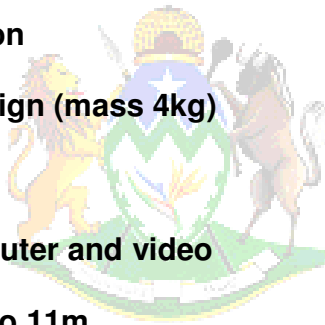 on
ign (mass 4kg)
uter and video
o 11m